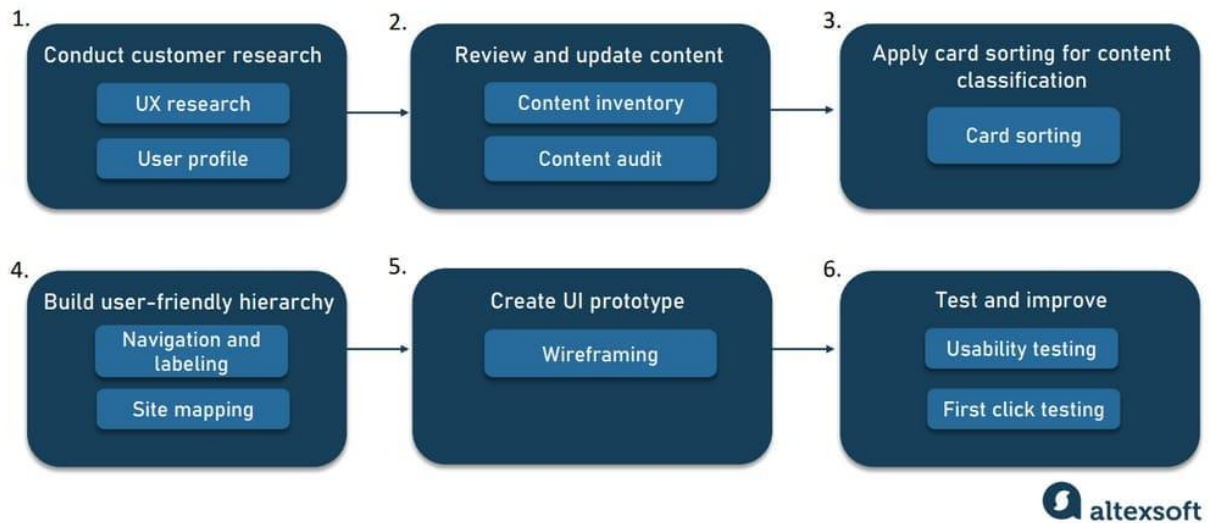 1.
Conduct customer research
UX research
User profile
2.
Review and update content
Content inventory
Content audit
3.
Apply card sorting for content
classification
Card sorting
4.
Build user-friendly hierarchy
Navigation and
labeling
Site mapping
5.
Create UI prototype
Wireframing
6.
Test and improve
Usability testing
First click testing
altexsoft